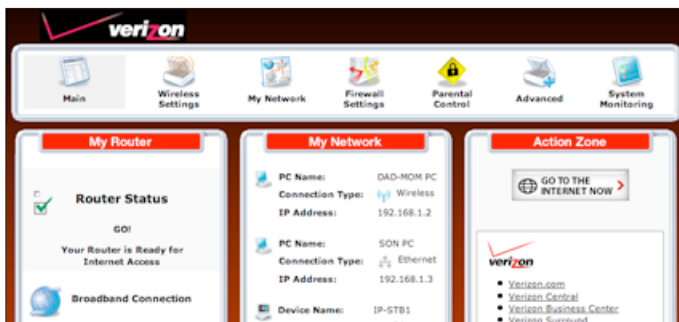 verizon
Main
Wireless
Settings
My Network
Firewall
Settings
Parental
Control
Advanced
System
Monitoring
My Router
Router Status
GO!
Your Router is Ready for
Internet Access
Broadband Connection
My Network
PC Name: DAD-MOM PC
Connection Type: Wireless
IP Address: 192.168.1.2
PC Name: SON PC
Connection Type: Ethernet
IP Address: 192.168.1.3
Device Name: IP-STB1
Action Zone
GO TO THE
INTERNET NOW
verizon
Verizon.com
Verizon Central
Verizon Business Center
Verizon Surround